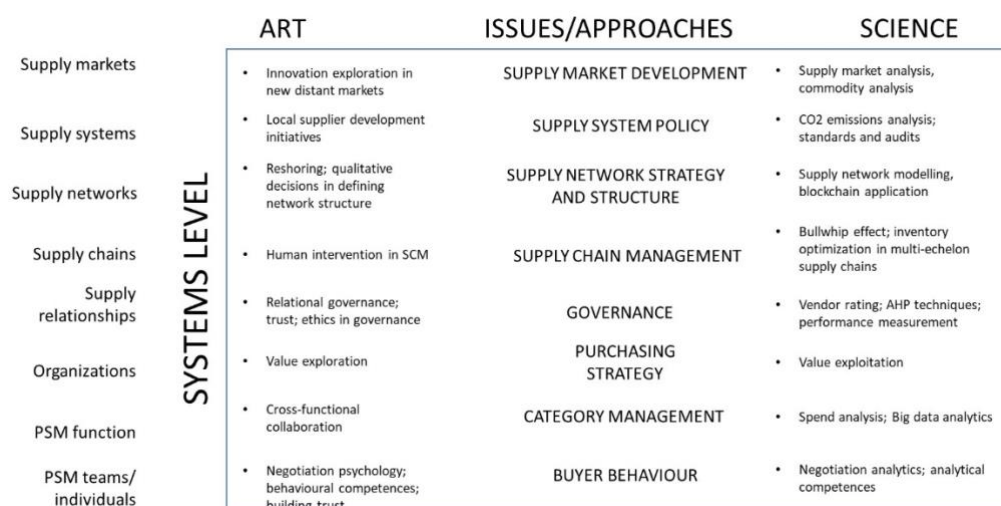 ART ISSUES/APPROACHES SCIENCE
SYSTEMS LEVEL
Supply markets
• Innovation exploration in
new distant markets
SUPPLY MARKET DEVELOPMENT
• Supply market analysis,
commodity analysis
Supply systems
• Local supplier development
initiatives
SUPPLY SYSTEM POLICY
• CO2 emissions analysis;
standards and audits
Supply networks
• Reshoring; qualitative
decisions in defining
network structure
SUPPLY NETWORK STRATEGY
AND STRUCTURE
• Supply network modelling,
blockchain application
Supply chains
• Human intervention in SCM
SUPPLY CHAIN MANAGEMENT
• Bullwhip effect; inventory
optimization in multi-echelon
supply chains
Supply
relationships
• Relational governance;
trust; ethics in governance
GOVERNANCE
• Vendor rating; AHP techniques;
performance measurement
Organizations
• Value exploration
PURCHASING
STRATEGY
• Value exploitation
PSM function
• Cross-functional
collaboration
CATEGORY MANAGEMENT
• Spend analysis; Big data analytics
PSM teams/
individuals
• Negotiation psychology;
behavioural competences;
building trust
BUYER BEHAVIOUR
• Negotiation analytics; analytical
competences